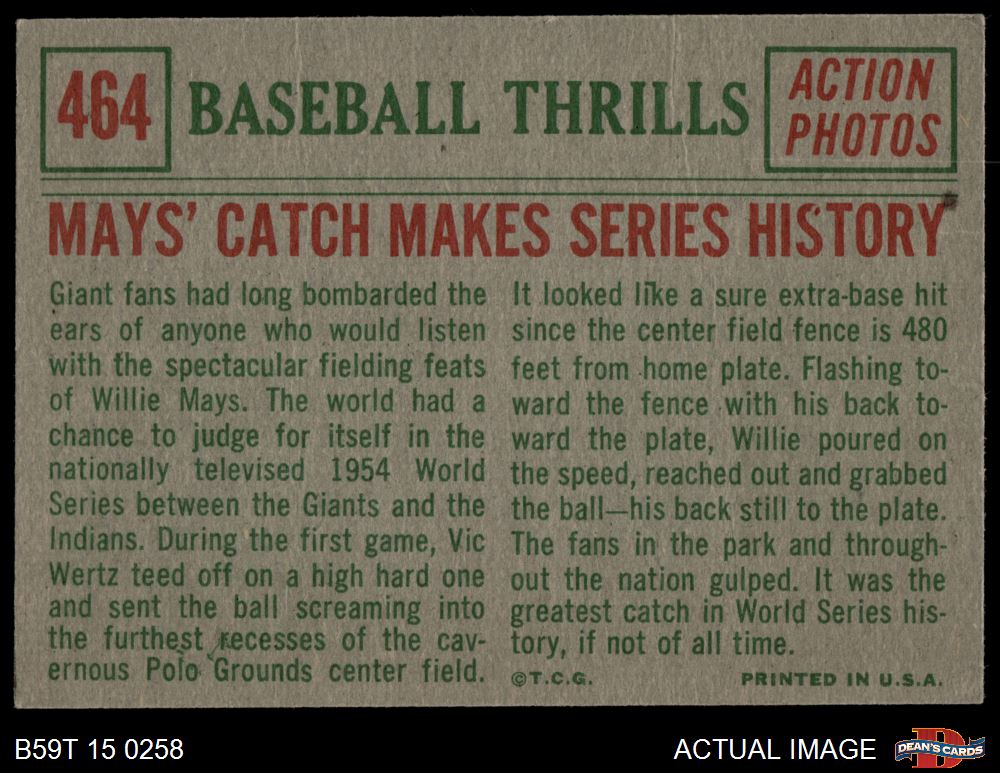 464
BASEBALL THRILLS
ACTION
PHOTOS
MAYS' CATCH MAKES SERIES HISTORY
Giant fans had long bombarded the
ears of anyone who would listen
with the spectacular fielding feats
of Willie Mays. The world had a
chance to judge for itself in the
nationally televised 1954 World
Series between the Giants and the
Indians. During the first game, Vic
Wertz teed off on a high hard one
and sent the ball screaming into
the furthest recesses of the cav-
ernous Polo Grounds center field.
It looked like a sure extra-base hit
since the center field fence is 480
feet from home plate. Flashing to-
ward the fence with his back to-
ward the plate, Willie poured on
the speed, reached out and grabbed
the ball—his back still to the plate.
The fans in the park and through-
out the nation gulped. It was the
greatest catch in World Series his-
tory, if not of all time.
©T.C.G.
PRINTED IN U.S.A.
B59T 15 0258
ACTUAL IMAGE
D
DEAN'S CARDS